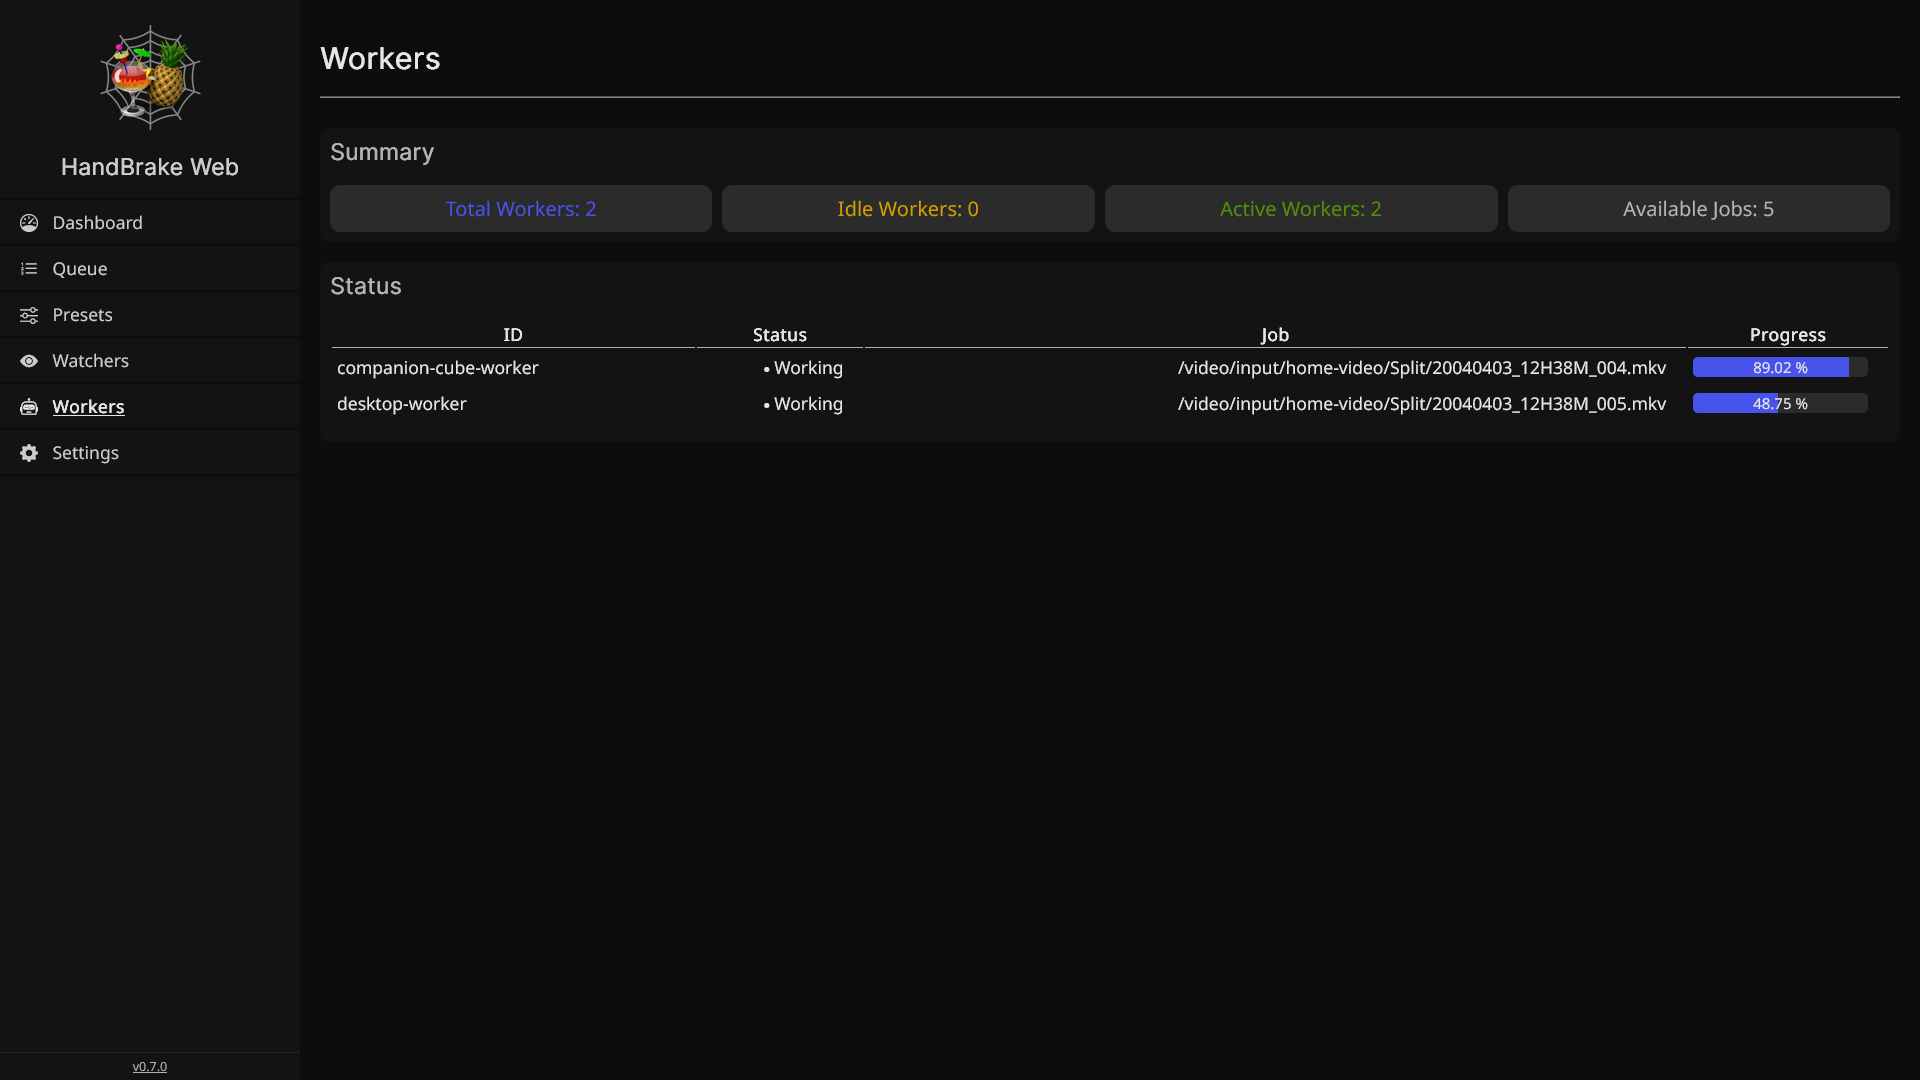 HandBrake Web
Dashboard
Queue
Presets
Watchers
Workers
Settings
v0.7.0
Workers
Summary
Total Workers: 2 Idle Workers: 0 Active Workers: 2 Available Jobs: 5
Status
ID Status Job Progress
companion-cube-worker • Working /video/input/home-video/Split/20040403_12H38M_004.mkv 89.02 %
desktop-worker • Working /video/input/home-video/Split/20040403_12H38M_005.mkv 48.75 %